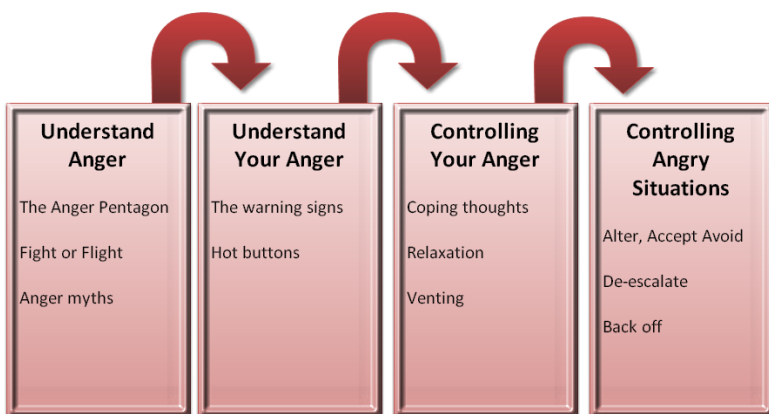 Understand
Anger
The Anger Pentagon
Fight or Flight
Anger myths
Understand
Your Anger
The warning signs
Hot buttons
Controlling
Your Anger
Coping thoughts
Relaxation
Venting
Controlling
Angry
Situations
Alter, Accept Avoid
De-escalate
Back off